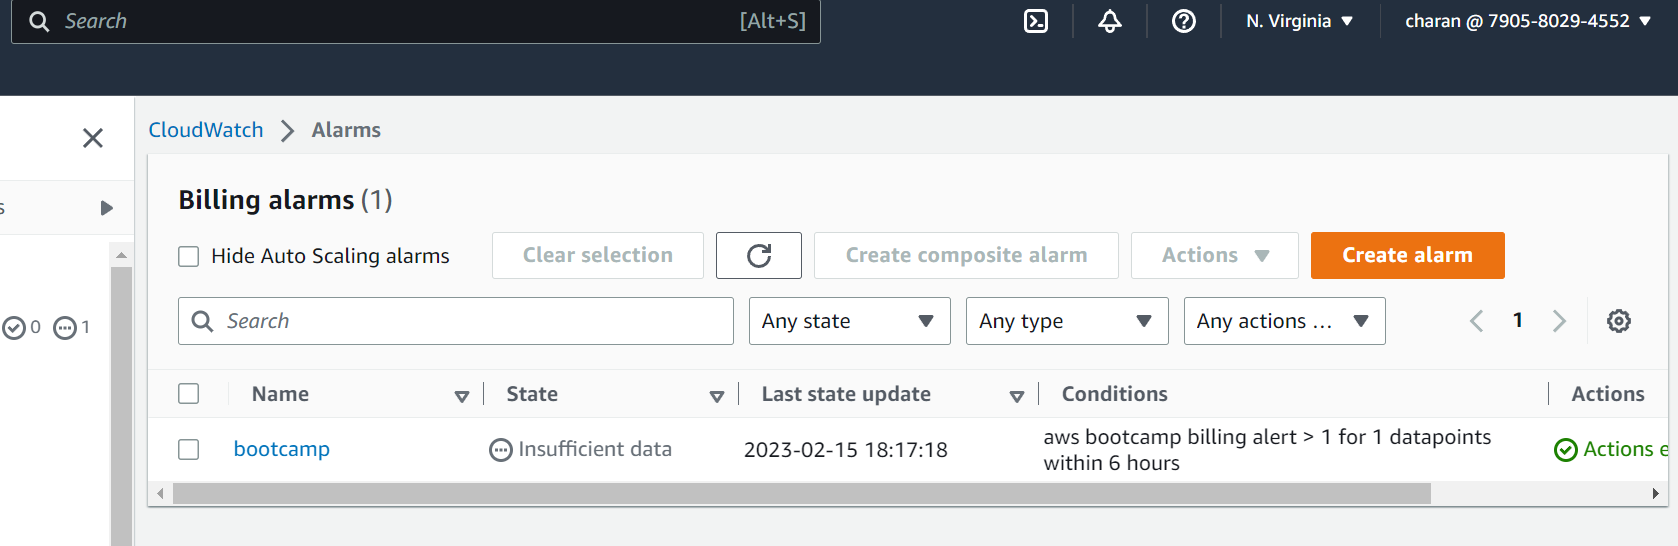 Search [Alt+S] N. Virginia charan @ 7905-8029-4552
CloudWatch Alarms
Billing alarms (1)
Hide Auto Scaling alarms Clear selection Create composite alarm Actions Create alarm
Search Any state Any type Any actions ... 1
0 1
Name State Last state update Conditions Actions
bootcamp Insufficient data 2023-02-15 18:17:18 aws bootcamp billing alert > 1 for 1 datapoints
within 6 hours
Actions e